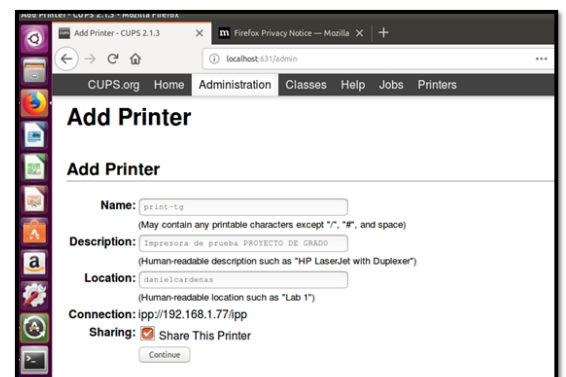 Add Printer - CUPS 2.1.3 - Mozilla Firefox
Add Printer - CUPS 2.1.3
m Firefox Privacy Notice — Mozilla
localhost:631/admin
CUPS.org Home Administration Classes Help Jobs Printers
Add Printer
Add Printer
Name: print-tg
(May contain any printable characters except "/", "#", and space)
Description: Impresora de prueba PROYECTO DE GRADO
(Human-readable description such as "HP LaserJet with Duplexer")
Location: danielcardenas
(Human-readable location such as "Lab 1")
Connection: ipp://192.168.1.77/ipp
Sharing: Share This Printer
Continue